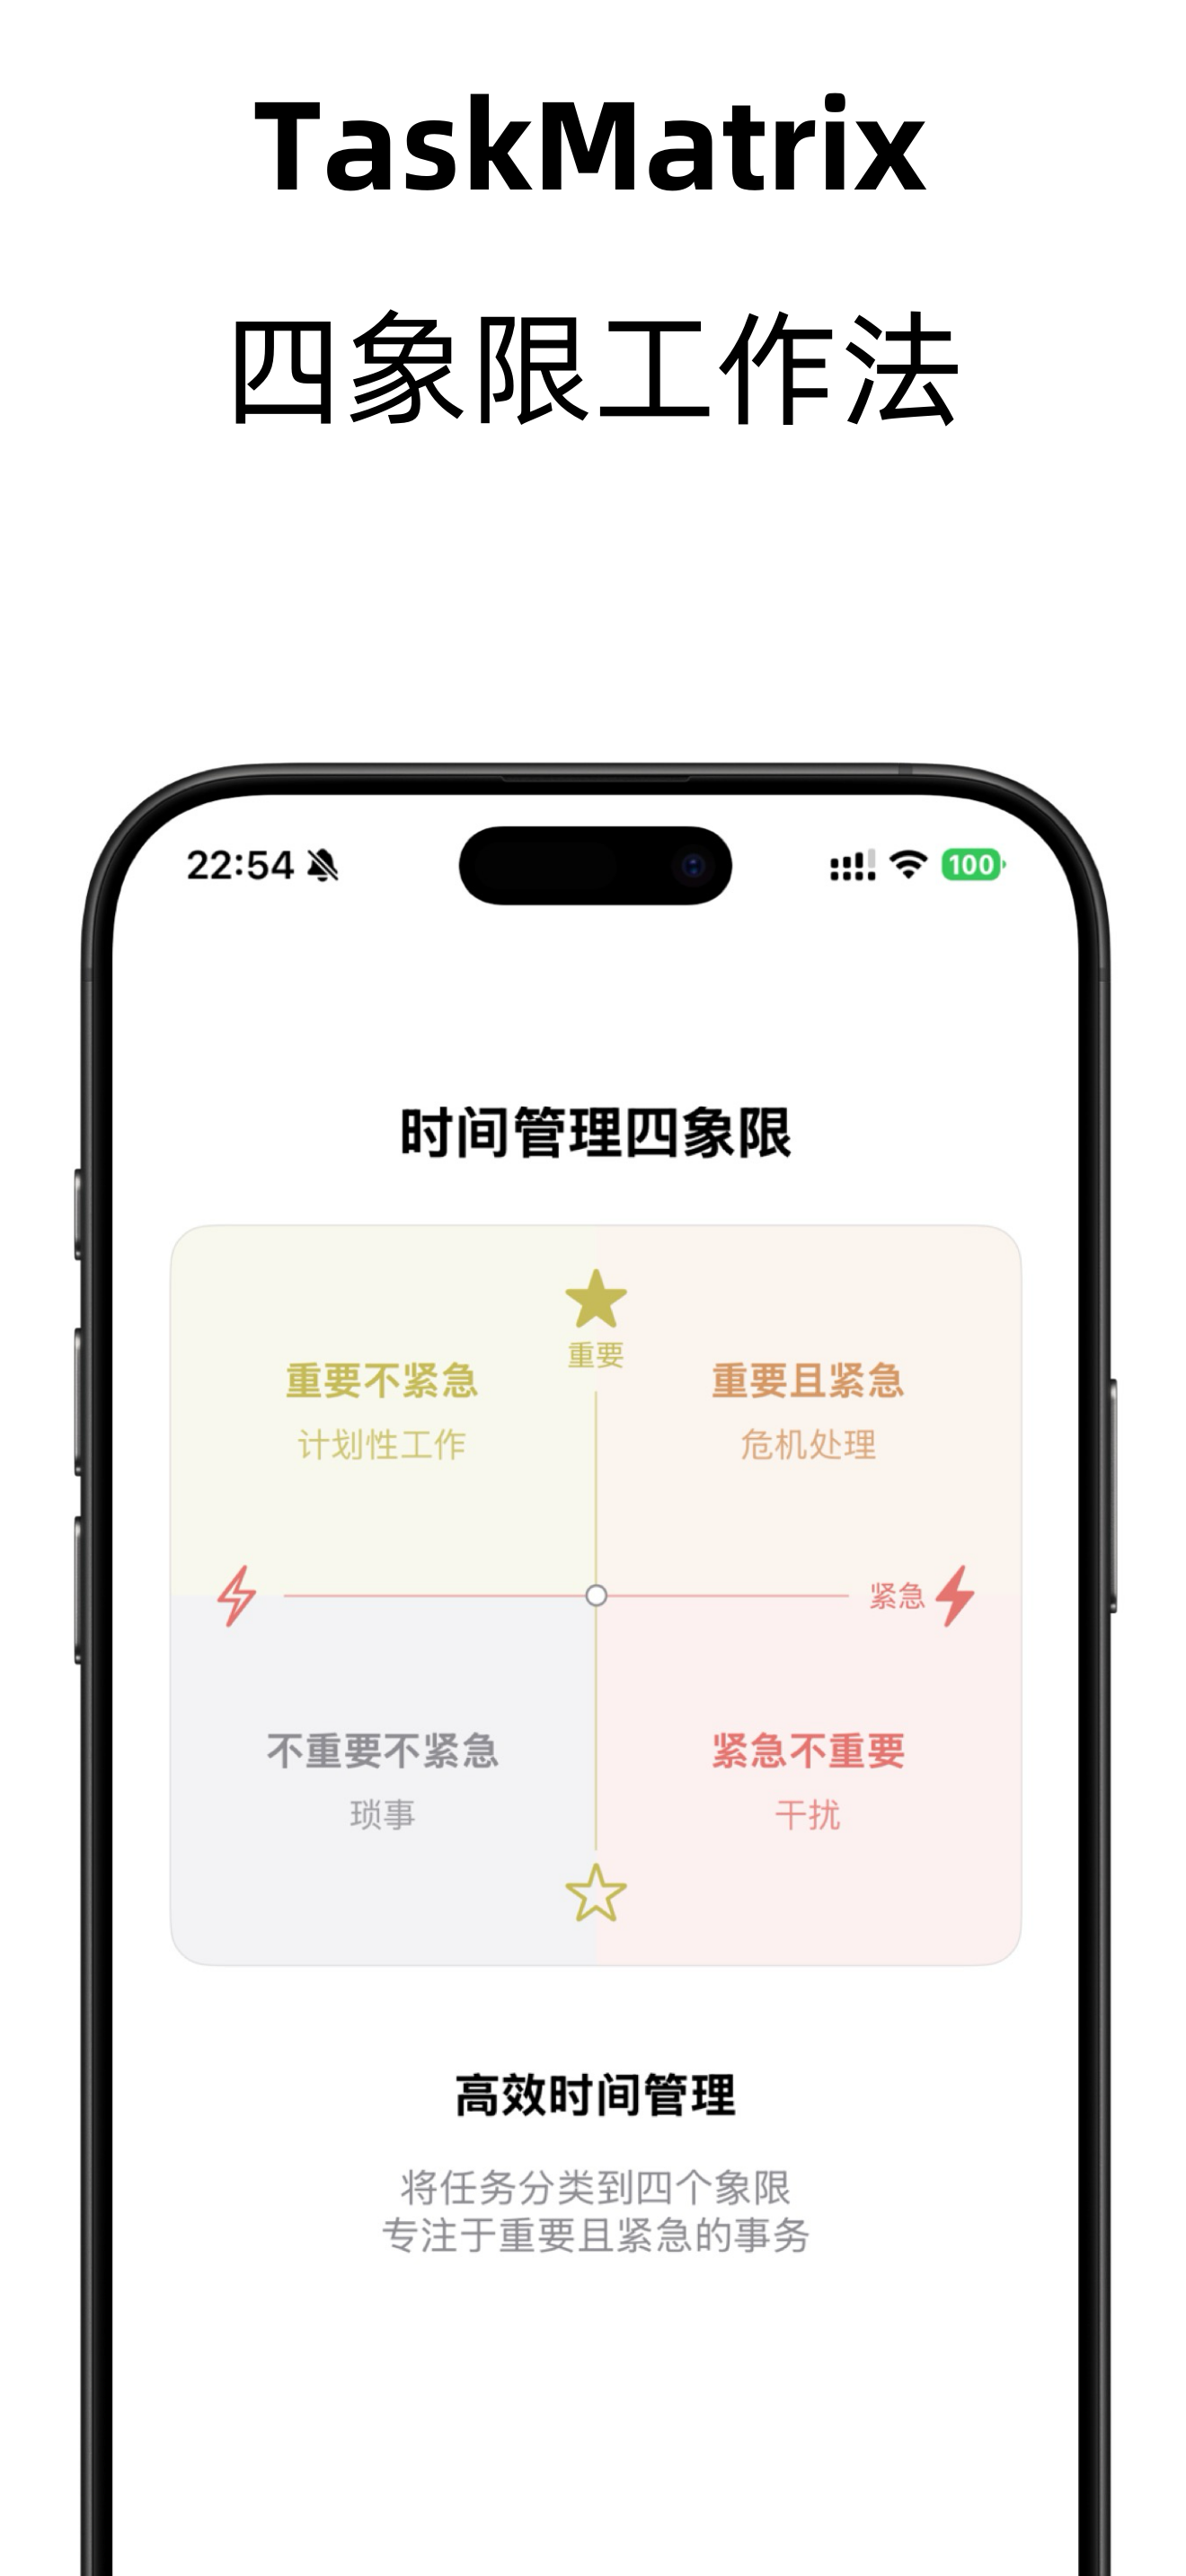 TaskMatrix
四象限工作法
22:54
100
时间管理四象限
重要
重要不紧急
重要且紧急
计划性工作
危机处理
紧急
不重要不紧急
紧急不重要
琐事
干扰
高效时间管理
将任务分类到四个象限
专注于重要且紧急的事务